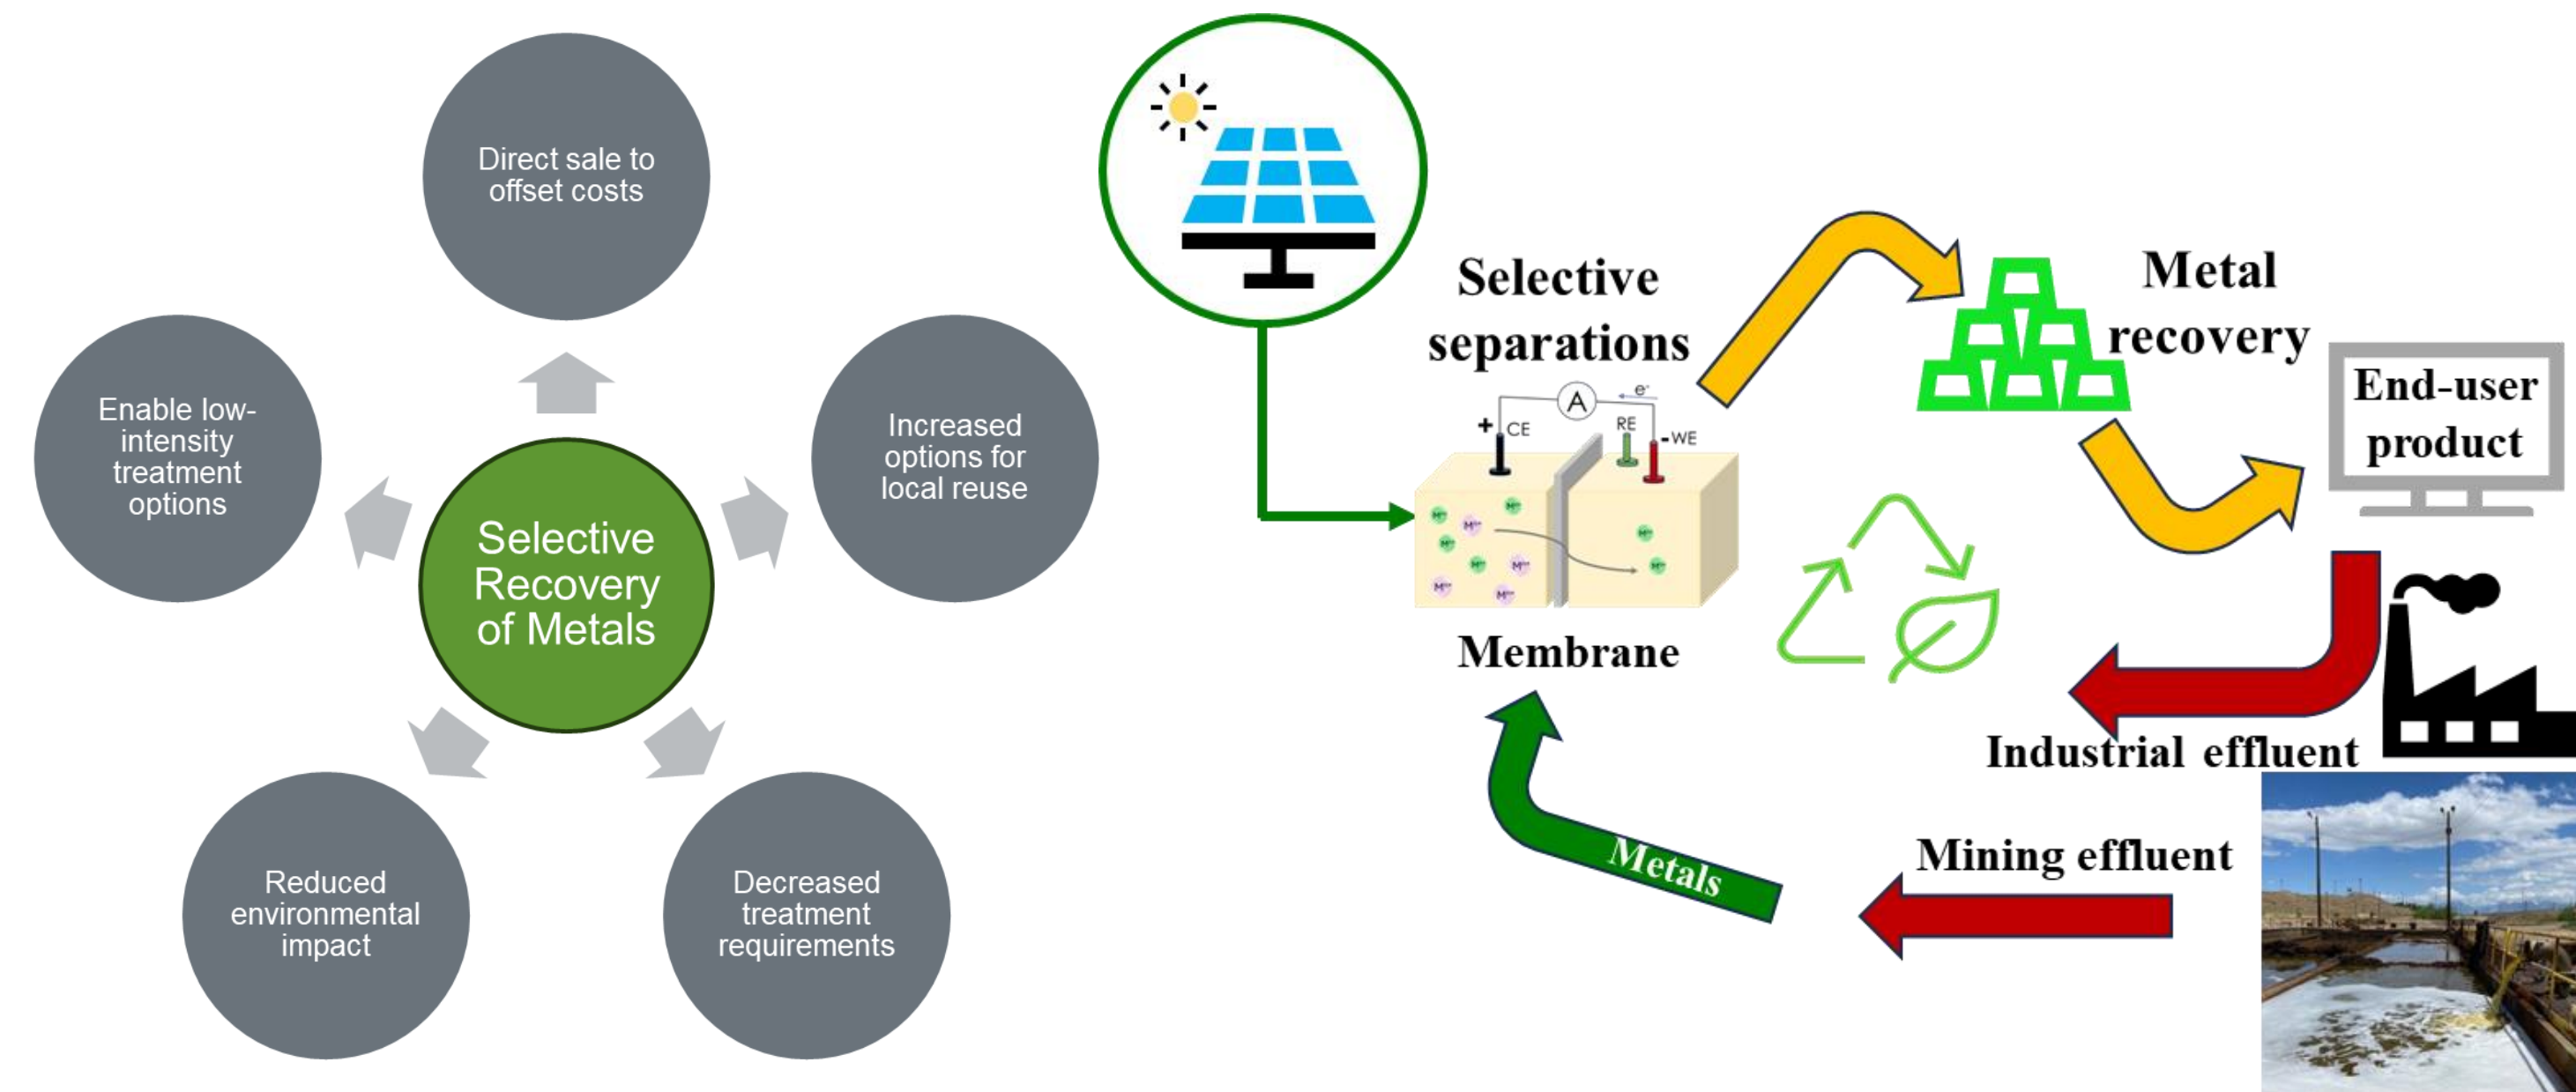 Direct sale to
offset costs
Enable low-
intensity
treatment
options
Increased
options for
local reuse
Selective
Recovery
of Metals
Reduced
environmental
impact
Decreased
treatment
requirements
Selective
separations
A
e-
+
CE
RE
-WE
Membrane
Metal
recovery
End-user
product
Industrial effluent
Mining effluent
Metals